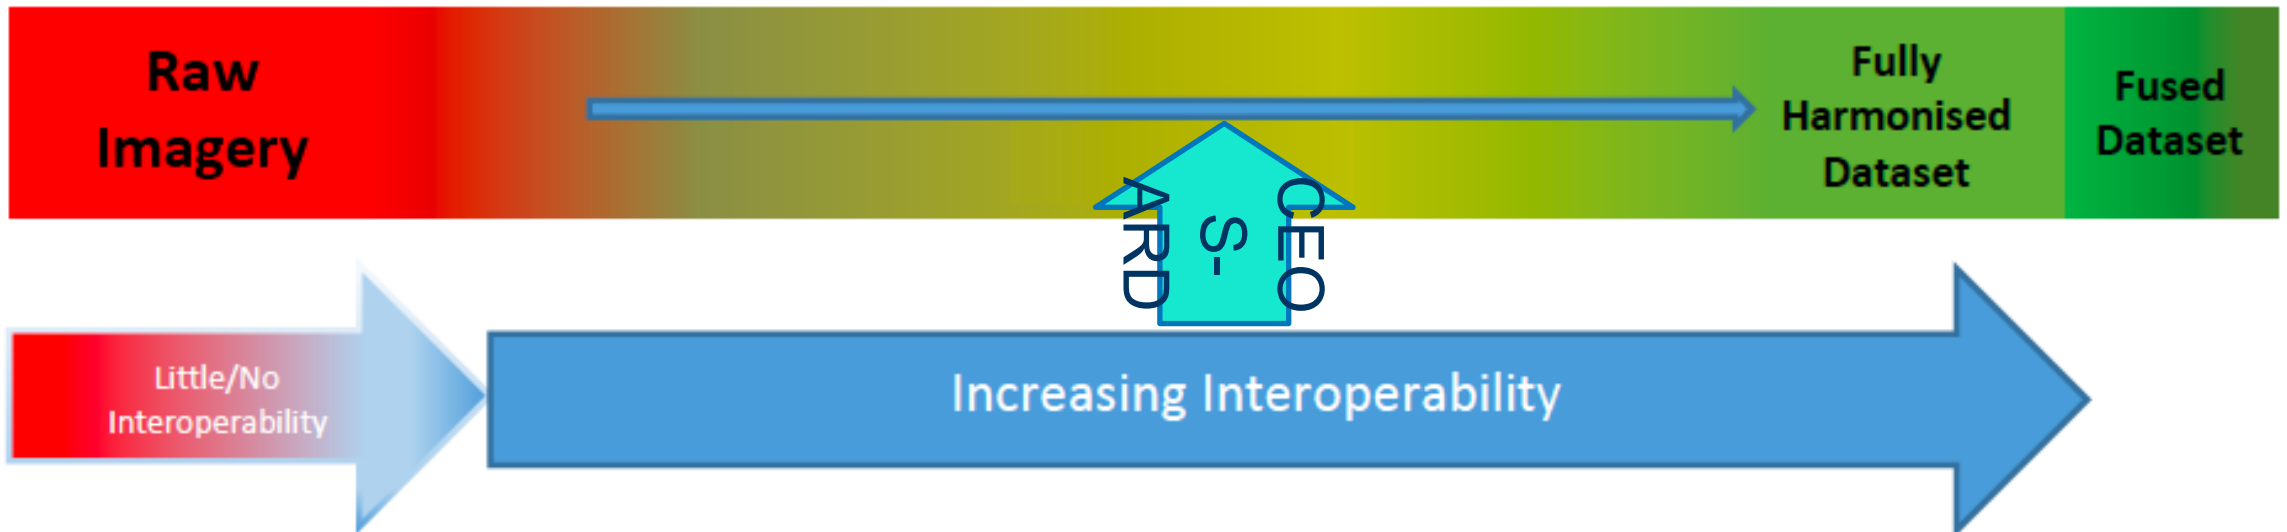 Raw
Imagery
Fully
Harmonised
Dataset
Fused
Dataset
CEO
S-
ARD
Little/No
Interoperability
Increasing Interoperability